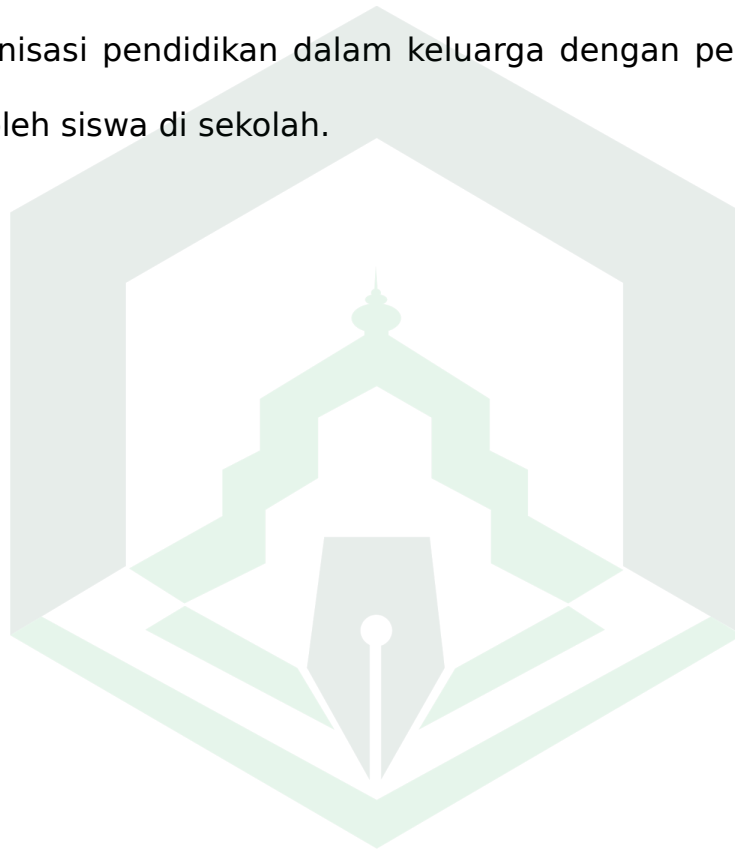 nisasi pendidikan dalam keluarga dengan pe
leh siswa di sekolah.